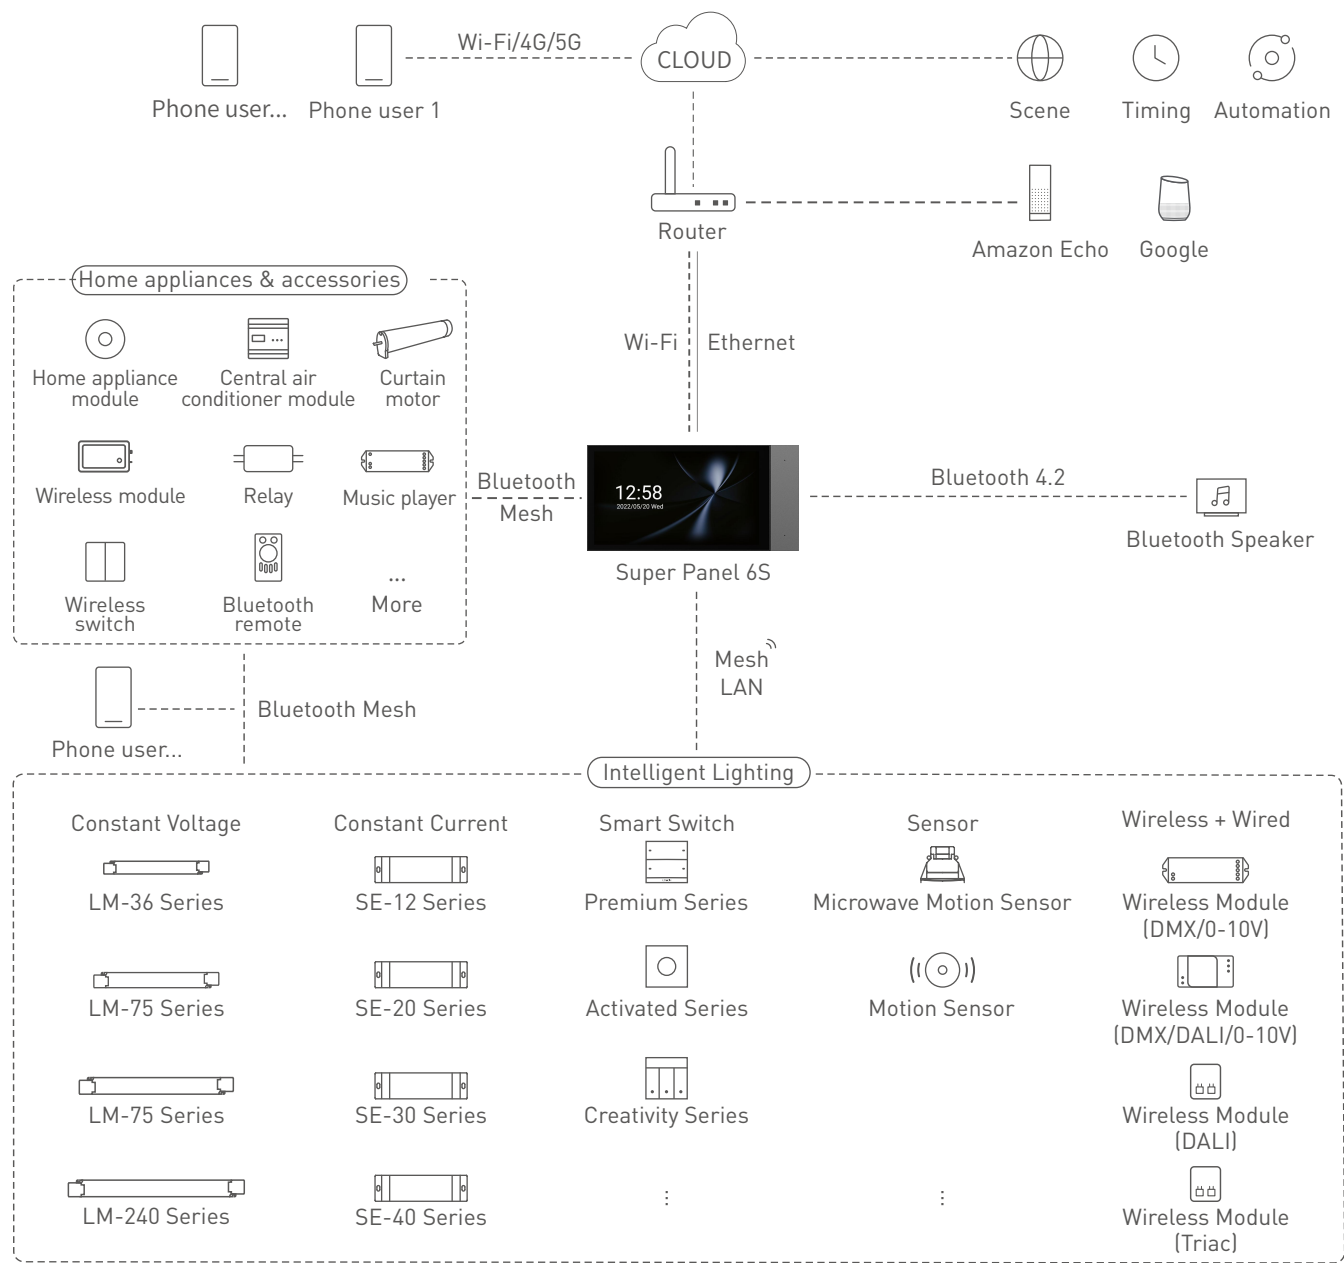 Wi-Fi/4G/5G
CLOUD
Phone user...
Phone user 1
Scene
Timing
Automation
Router
Amazon Echo
Google
Home appliances & accessories
Home appliance
module
Central air
conditioner module
Curtain
motor
Wireless module
Relay
Music player
Wireless
switch
Bluetooth
remote
...
More
Wi-Fi
Ethernet
Bluetooth
Mesh
12:58
2022/05/20 Wed
Super Panel 6S
Bluetooth 4.2
Bluetooth Speaker
Mesh
LAN
Phone user...
Bluetooth Mesh
Intelligent Lighting
Constant Voltage
LM-36 Series
LM-75 Series
LM-75 Series
LM-240 Series
Constant Current
SE-12 Series
SE-20 Series
SE-30 Series
SE-40 Series
Smart Switch
Premium Series
Activated Series
Creativity Series
⋮
Sensor
Microwave Motion Sensor
Motion Sensor
⋮
Wireless + Wired
Wireless Module
(DMX/0-10V)
Wireless Module
(DMX/DALI/0-10V)
Wireless Module
(DALI)
Wireless Module
(Triac)